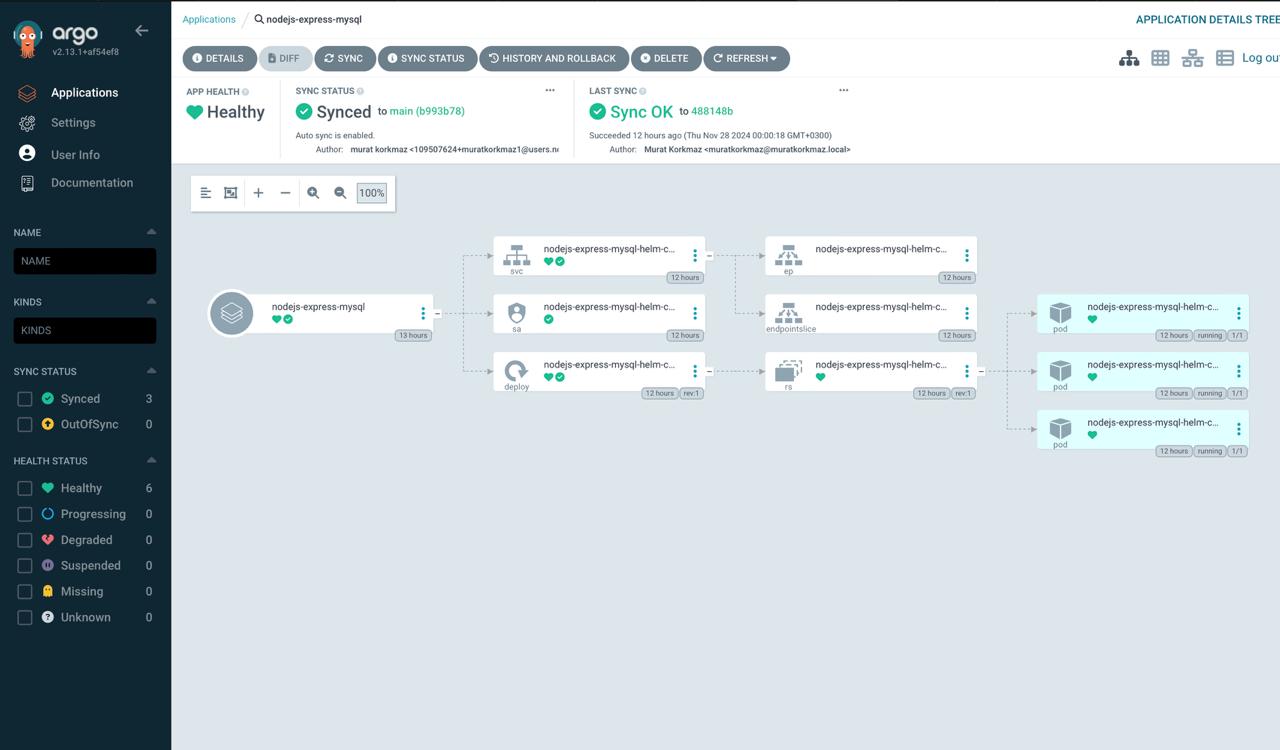 argo
v2.13.1+af54ef8
Applications
Settings
User Info
Documentation
NAME
NAME
KINDS
KINDS
SYNC STATUS
Synced 3
OutOfSync 0
HEALTH STATUS
Healthy 6
Progressing 0
Degraded 0
Suspended 0
Missing 0
Unknown 0
Applications / nodejs-express-mysql
APPLICATION DETAILS TREE
DETAILS DIFF SYNC SYNC STATUS HISTORY AND ROLLBACK DELETE REFRESH
Log out
APP HEALTH
Healthy
SYNC STATUS
Synced to main (b993b78)
Auto sync is enabled.
Author: murat korkmaz <109507624+muratkorkmaz1@users.n
LAST SYNC
Sync OK to 488148b
Succeeded 12 hours ago (Thu Nov 28 2024 00:00:18 GMT+0300)
Author: Murat Korkmaz <muratkorkmaz@muratkorkmaz.local>
100%
nodejs-express-mysql
13 hours
svc
nodejs-express-mysql-helm-c...
12 hours
sa
nodejs-express-mysql-helm-c...
12 hours
deploy
nodejs-express-mysql-helm-c...
12 hours rev:1
ep
nodejs-express-mysql-helm-c...
12 hours
endpointslice
nodejs-express-mysql-helm-c...
12 hours
rs
nodejs-express-mysql-helm-c...
12 hours rev:1
pod
nodejs-express-mysql-helm-c...
12 hours running 1/1
pod
nodejs-express-mysql-helm-c...
12 hours running 1/1
pod
nodejs-express-mysql-helm-c...
12 hours running 1/1